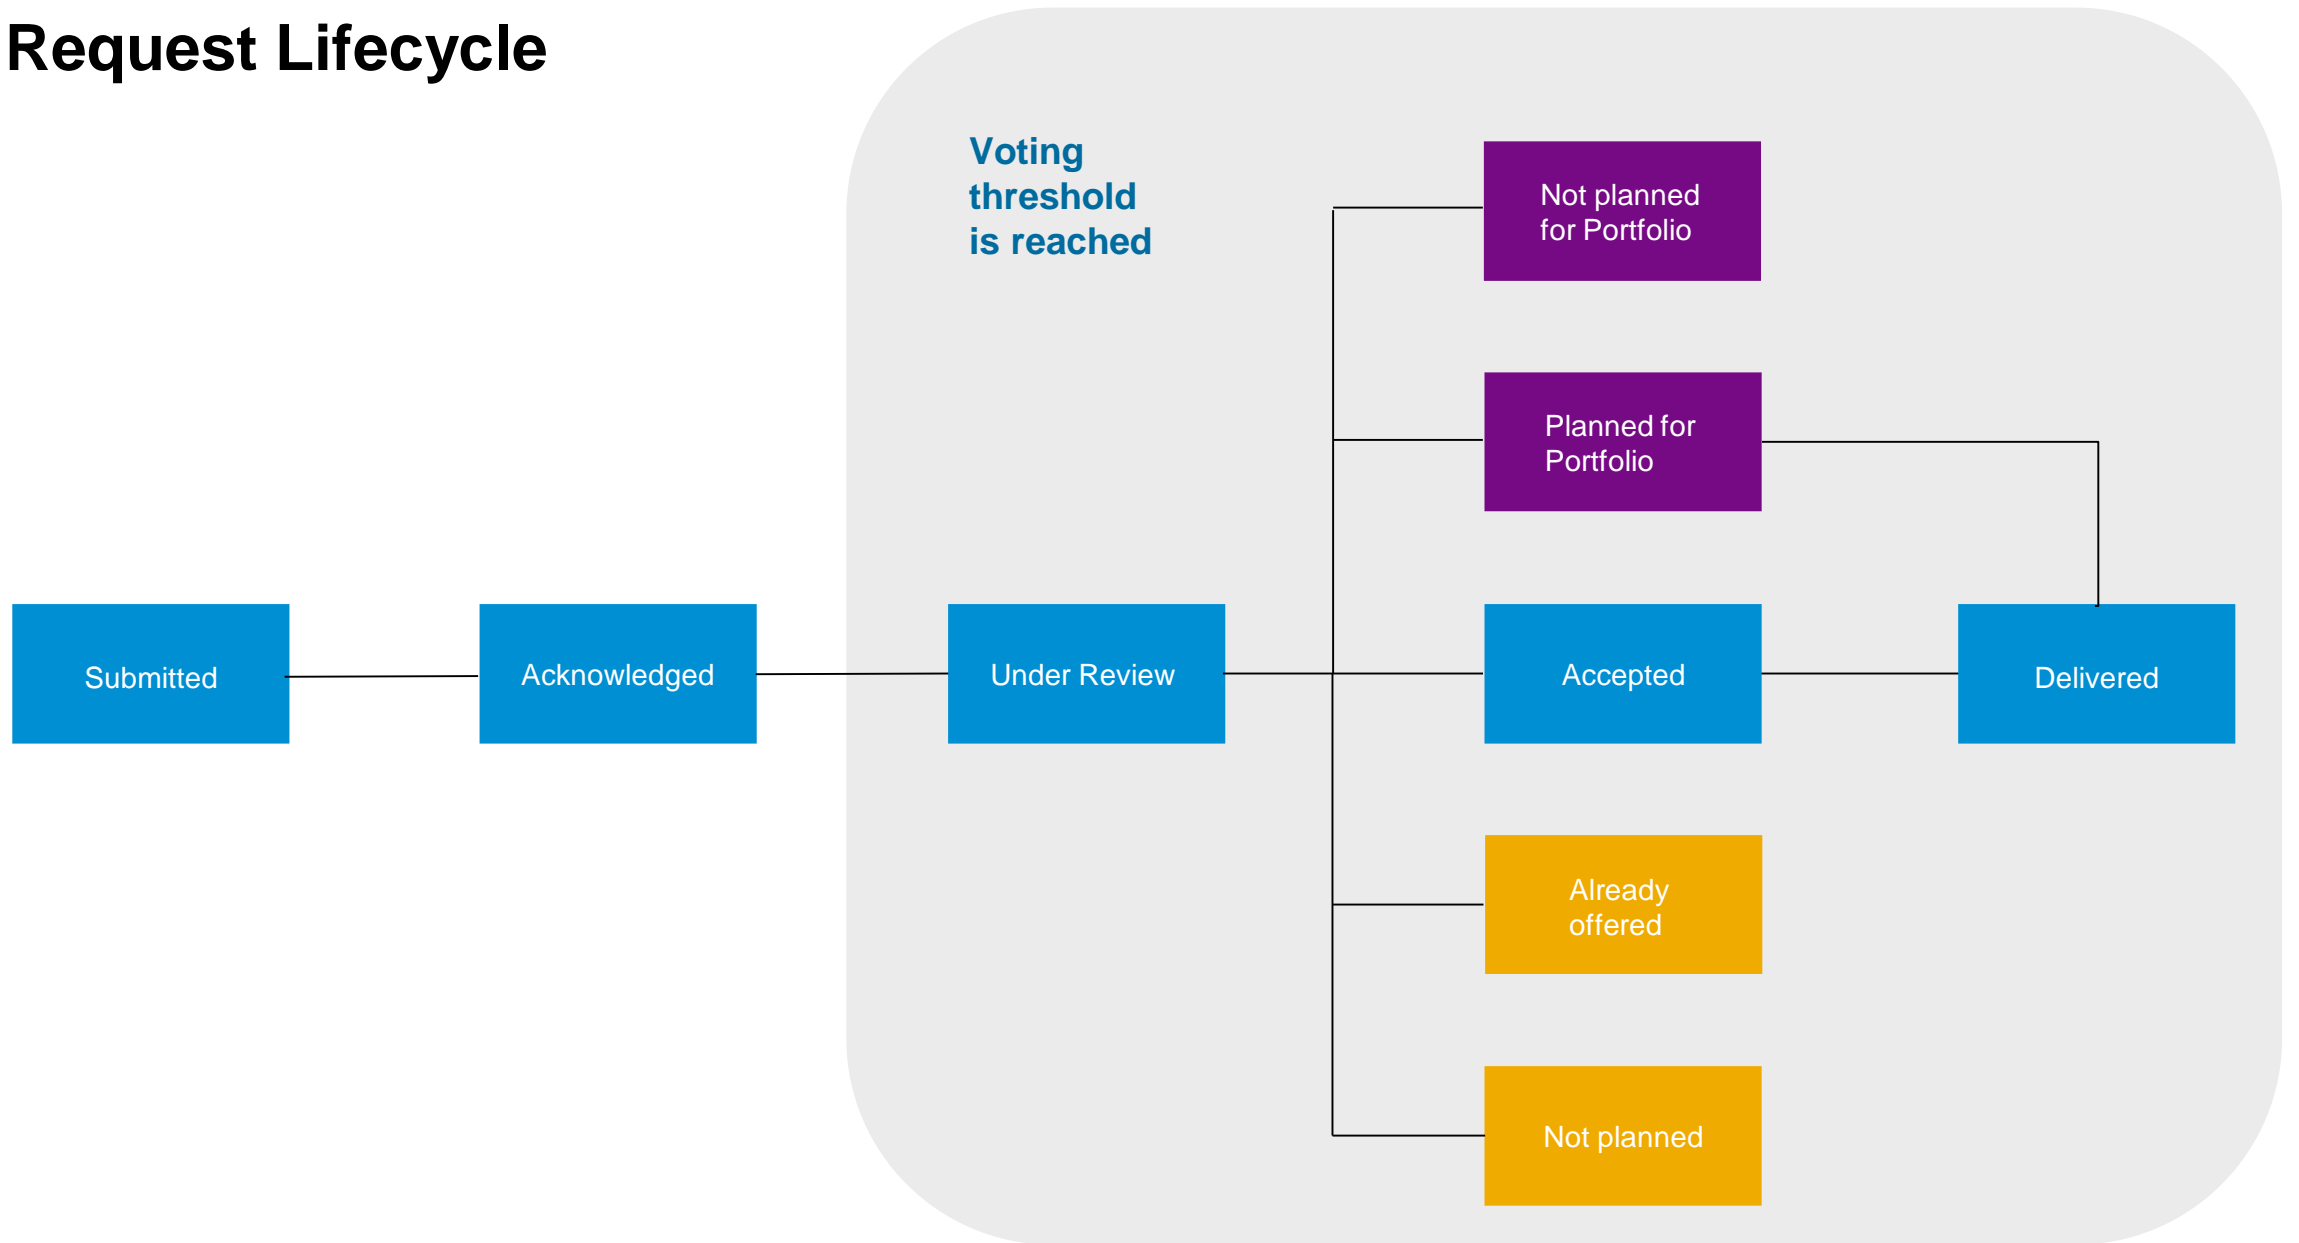 Request Lifecycle
Voting
threshold
is reached
Not planned
for Portfolio
Planned for
Portfolio
Submitted
Acknowledged
Under Review
Accepted
Delivered
Already
offered
Not planned